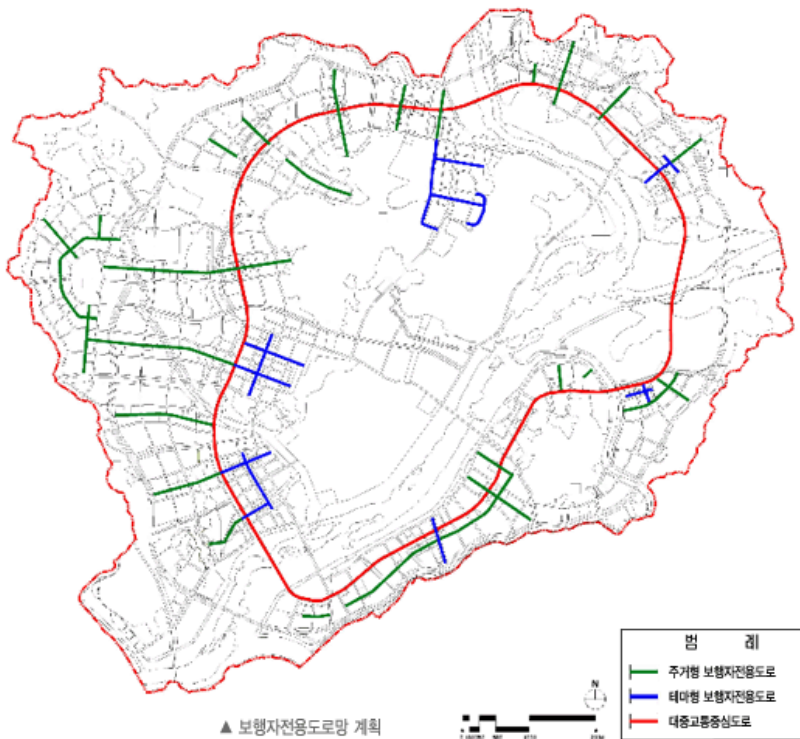 범 례
주거형 보행자전용도로
테마형 보행자전용도로
대중교통중심도로
N
▲ 보행자전용도로망 계획